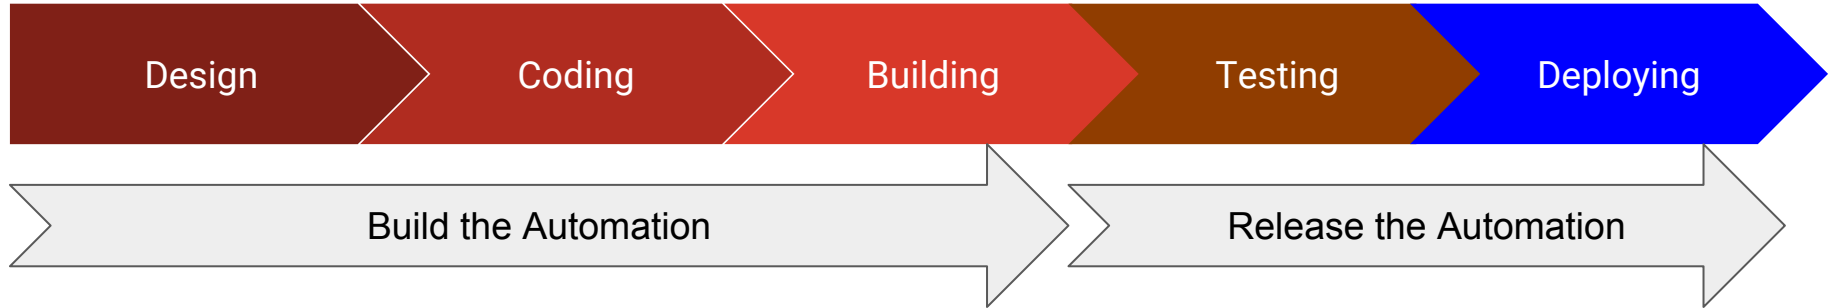 Design
Coding
Building
Testing
Deploying
Build the Automation
Release the Automation